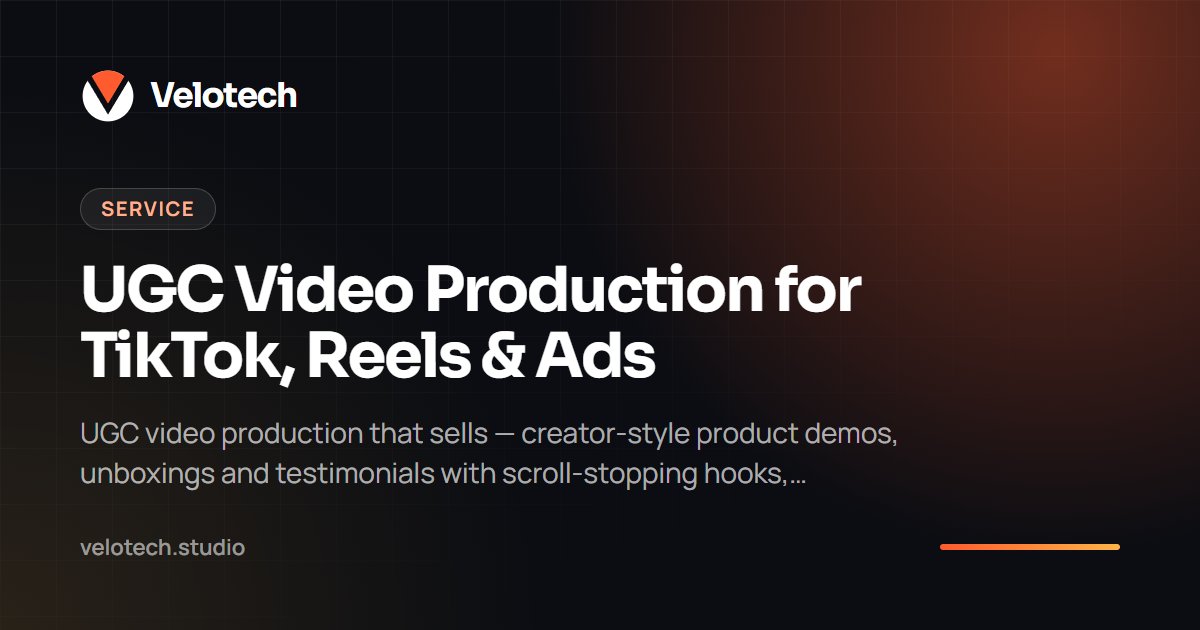 Velotech
SERVICE
UGC Video Production for
TikTok, Reels & Ads
UGC video production that sells — creator-style product demos,
unboxings and testimonials with scroll-stopping hooks,...
velotech.studio